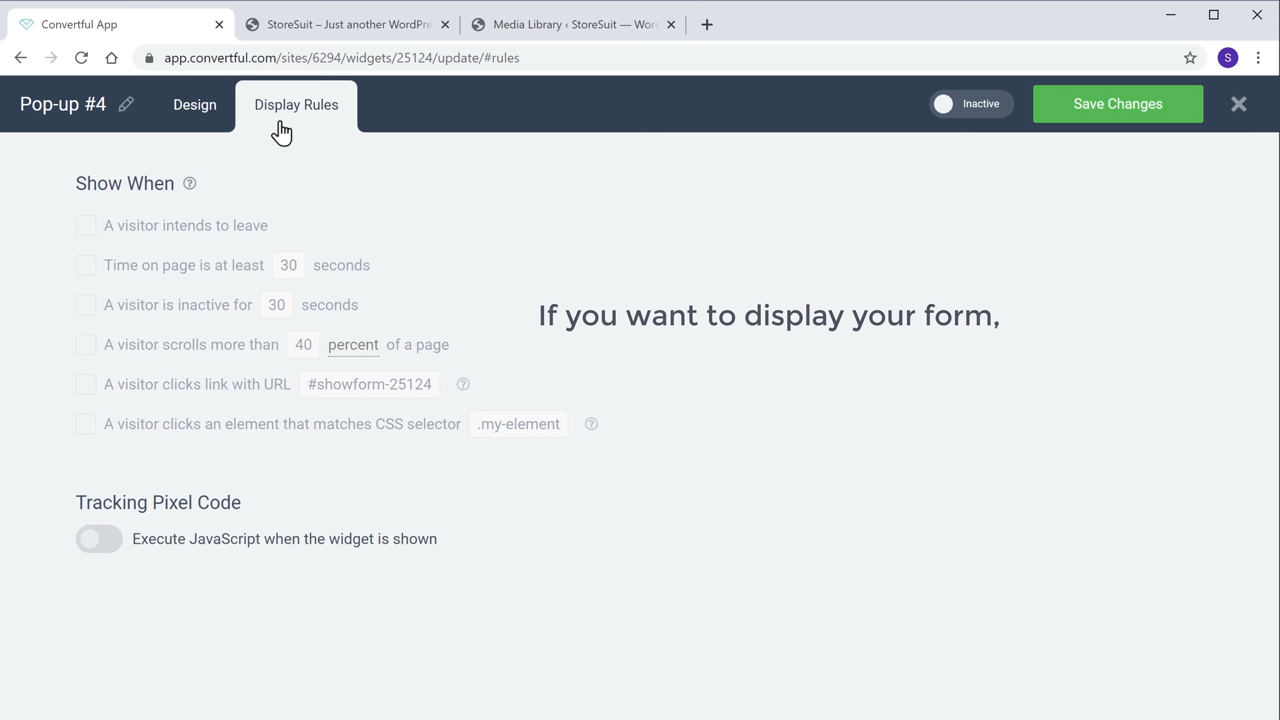 Convertful App
StoreSuit – Just another WordPre
Media Library ‹ StoreSuit — Wor
app.convertful.com/sites/6294/widgets/25124/update/#rules
S
Pop-up #4
Design
Display Rules
Inactive
Save Changes
Show When
A visitor intends to leave
Time on page is at least 30 seconds
A visitor is inactive for 30 seconds
If you want to display your form,
A visitor scrolls more than 40 percent of a page
A visitor clicks link with URL #showform-25124
A visitor clicks an element that matches CSS selector .my-element
Tracking Pixel Code
Execute JavaScript when the widget is shown